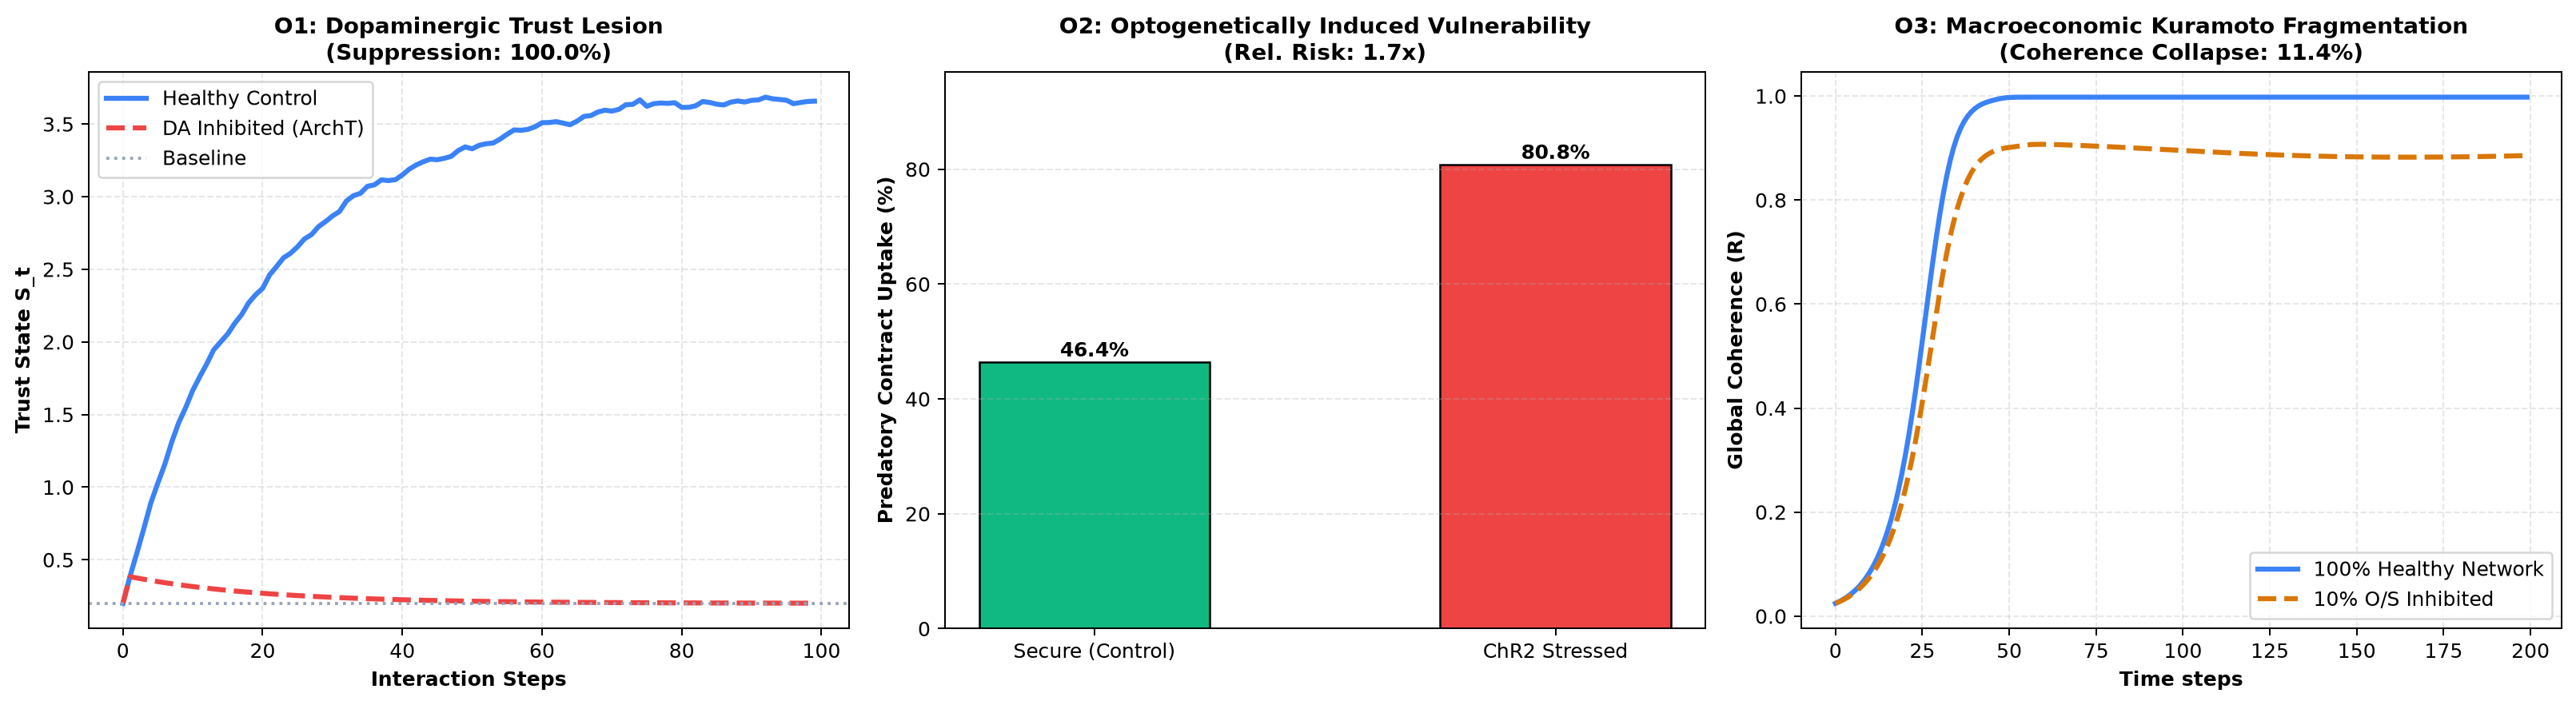 O1: Dopaminergic Trust Lesion
(Suppression: 100.0%)
Trust State S_t
3.5
3.0
2.5
2.0
1.5
1.0
0.5
Healthy Control
DA Inhibited (ArchT)
Baseline
0 20 40 60 80 100
Interaction Steps
O2: Optogenetically Induced Vulnerability
(Rel. Risk: 1.7x)
Predatory Contract Uptake (%)
80
60
40
20
0
46.4%
80.8%
Secure (Control) ChR2 Stressed
O3: Macroeconomic Kuramoto Fragmentation
(Coherence Collapse: 11.4%)
Global Coherence (R)
1.0
0.8
0.6
0.4
0.2
0.0
100% Healthy Network
10% O/S Inhibited
0 25 50 75 100 125 150 175 200
Time steps